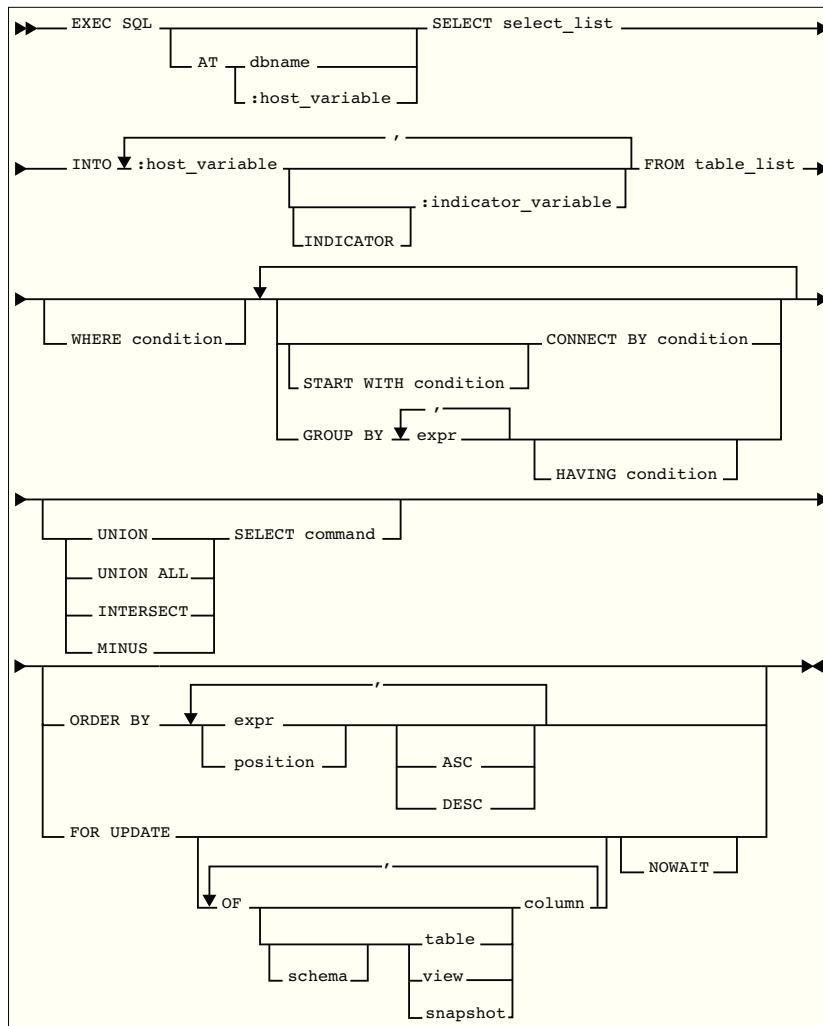 EXEC SQL SELECT select_list
AT dbname
:host_variable
,
INTO :host_variable FROM table_list
:indicator_variable
INDICATOR
WHERE condition CONNECT BY condition
START WITH condition
,
GROUP BY expr
HAVING condition
UNION SELECT command
UNION ALL
INTERSECT
MINUS
,
ORDER BY expr
position ASC
DESC
FOR UPDATE
, NOWAIT
OF column
table
schema view
snapshot